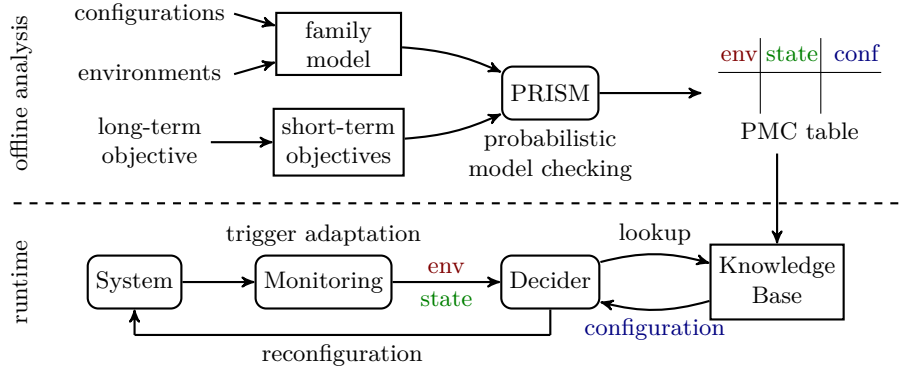 offline analysis
configurations
environments
family
model
long-term
objective
short-term
objectives
PRISM
probabilistic
model checking
env state conf
PMC table
runtime
trigger adaptation
System
Monitoring
env
state
Decider
lookup
configuration
Knowledge
Base
reconfiguration